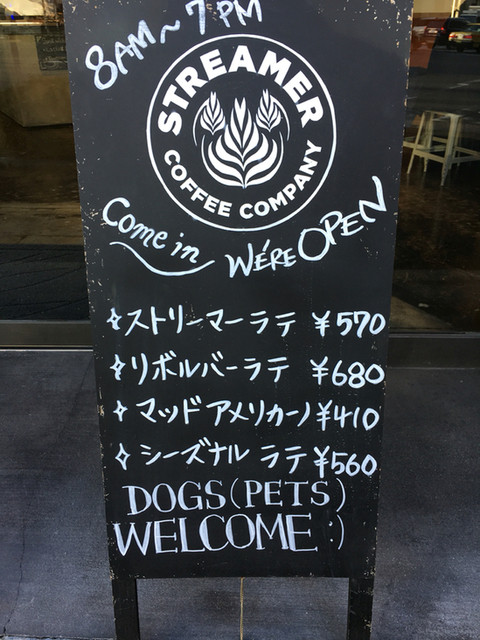 8AM~7PM
STREAMER
COFFEE COMPANY
Come in WE'RE OPEN
ストリーマーラテ ¥570
リボルバーラテ ¥680
マッドアメリカーノ ¥410
シーズナル ラテ ¥560
DOGS(PETS)
WELCOME :)